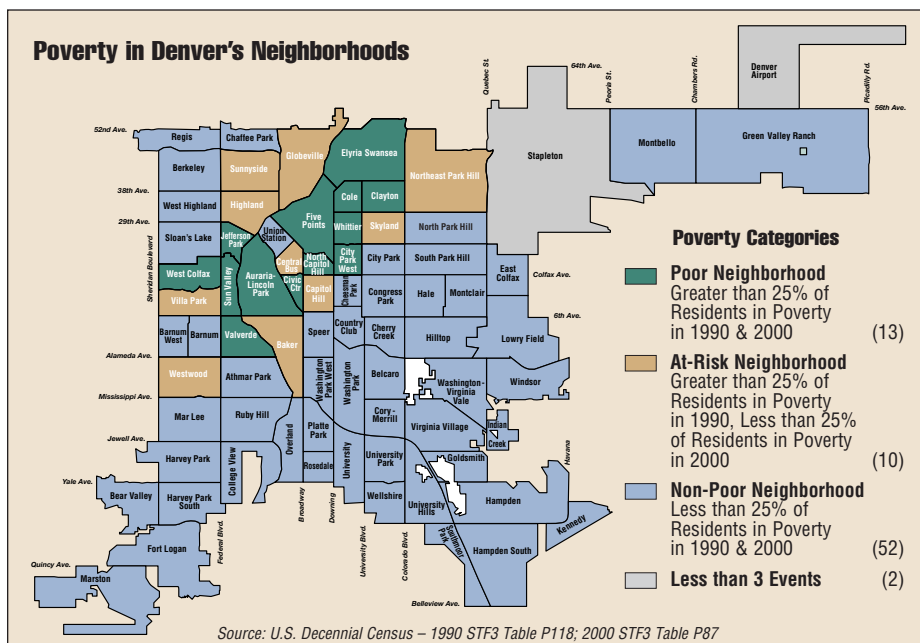 Poverty in Denver's Neighborhoods
Quebec St.
64th Ave.
Peoria St.
Chambers Rd.
Denver
Airport
Picadilly Rd.
56th Ave.
52nd Ave.
Regis
Chaffee Park
Globeville
Elyria Swansea
Stapleton
Montbello
Green Valley Ranch
Berkeley
Sunnyside
Northeast Park Hill
38th Ave.
Cole
Clayton
West Highland
Highland
29th Ave.
Five
Points
Whittier
Skyland
North Park Hill
Sloan's Lake
Jefferson
Park
Union
Station
Sheridan Boulevard
West Colfax
Sun Valley
Auraria-
Lincoln
Park
Central
Bus
North
Capitol
Hill
City
Park
West
City Park
South Park Hill
East
Colfax
Colfax Ave.
Civic
Ctr
Capitol
Hill
Cheesman
Park
Congress
Park
Hale
Montclair
Villa Park
6th Ave.
Barnum
West
Barnum
Valverde
Baker
Speer
Country
Club
Cherry
Creek
Hilltop
Lowry Field
Alameda Ave.
Westwood
Athmar Park
Washington
Park West
Washington
Park
Belcaro
Washington-
Virginia
Vale
Windsor
Mississippi Ave.
Mar Lee
Ruby Hill
Overland
Platte
Park
Cory-
Merrill
Virginia Village
Indian
Creek
Jewell Ave.
Harvey Park
College View
Rosedale
University
University
Park
Goldsmith
Havana
Yale Ave.
Bear Valley
Harvey Park
South
Federal Blvd.
Broadway
Downing
Wellshire
University
Hills
Hampden
Kennedy
Fort Logan
University Blvd.
Colorado Blvd.
Southmoor
Park
Hampden South
Quincy Ave.
Marston
Belleview Ave.
Poverty Categories
Poor Neighborhood
Greater than 25% of
Residents in Poverty
in 1990 & 2000 (13)
At-Risk Neighborhood
Greater than 25%
of Residents in Poverty
in 1990, Less than 25%
of Residents in Poverty
in 2000 (10)
Non-Poor Neighborhood
Less than 25% of
Residents in Poverty
in 1990 & 2000 (52)
Less than 3 Events (2)
Source: U.S. Decennial Census – 1990 STF3 Table P118; 2000 STF3 Table P87